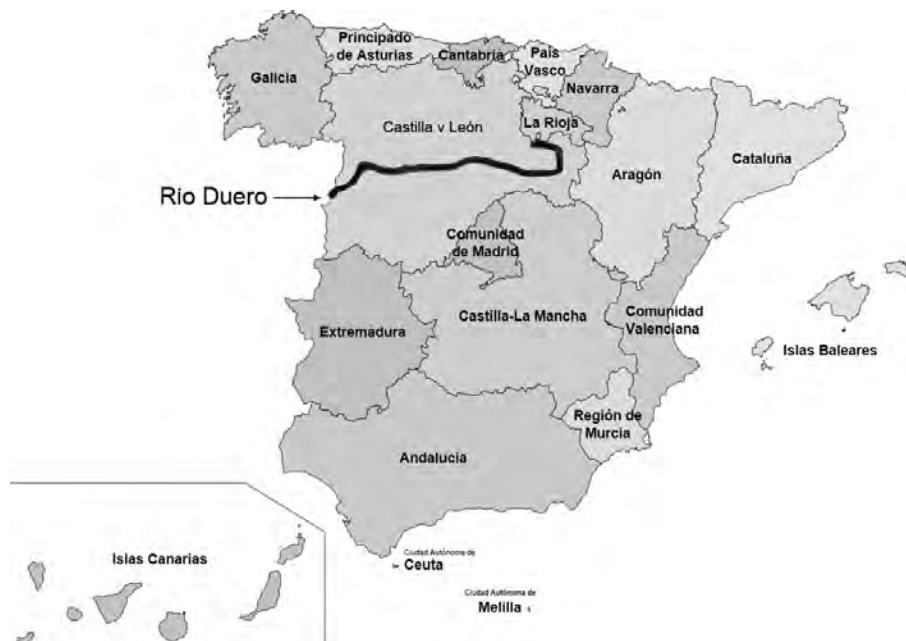 Principado
de Asturias
Cantabria
País
Vasco
Galicia
Navarra
Castilla v León
La Rioja
Cataluña
Aragón
Río Duero
Comunidad
de Madrid
Castilla-La Mancha
Comunidad
Valenciana
Extremadura
Islas Baleares
Región de
Murcia
Andalucía
Islas Canarias
Ciudad Autónoma de
Ceuta
Ciudad Autónoma de
Melilla